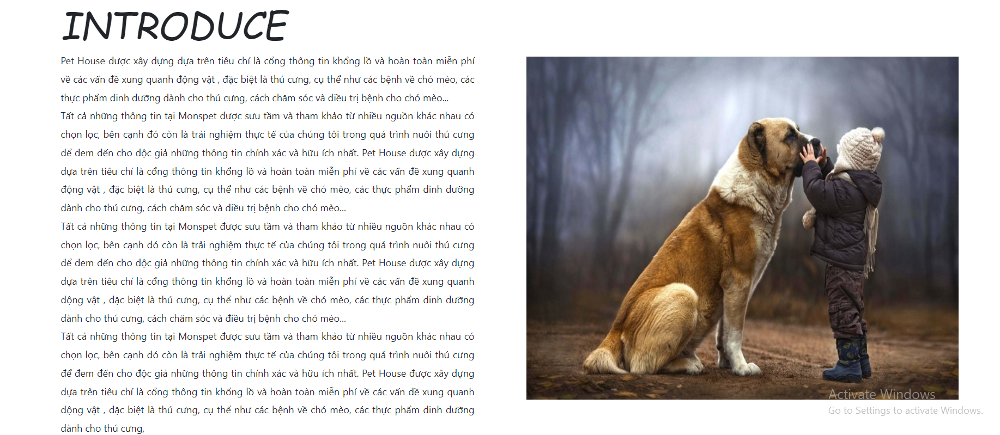 INTRODUCE
Pet House được xây dựng dựa trên tiêu chí là cổng thông tin khổng lồ và hoàn toàn miễn phí
về các vấn đề xung quanh động vật , đặc biệt là thú cưng, cụ thể như các bệnh về chó mèo, các
thực phẩm dinh dưỡng dành cho thú cưng, cách chăm sóc và điều trị bệnh cho chó mèo...
Tất cả những thông tin tại Monspet được sưu tầm và tham khảo từ nhiều nguồn khác nhau có
chọn lọc, bên cạnh đó còn là trải nghiệm thực tế của chúng tôi trong quá trình nuôi thú cưng
để đem đến cho độc giả những thông tin chính xác và hữu ích nhất. Pet House được xây dựng
dựa trên tiêu chí là cổng thông tin khổng lồ và hoàn toàn miễn phí về các vấn đề xung quanh
động vật , đặc biệt là thú cưng, cụ thể như các bệnh về chó mèo, các thực phẩm dinh dưỡng
dành cho thú cưng, cách chăm sóc và điều trị bệnh cho chó mèo...
Tất cả những thông tin tại Monspet được sưu tầm và tham khảo từ nhiều nguồn khác nhau có
chọn lọc, bên cạnh đó còn là trải nghiệm thực tế của chúng tôi trong quá trình nuôi thú cưng
để đem đến cho độc giả những thông tin chính xác và hữu ích nhất. Pet House được xây dựng
dựa trên tiêu chí là cổng thông tin khổng lồ và hoàn toàn miễn phí về các vấn đề xung quanh
động vật , đặc biệt là thú cưng, cụ thể như các bệnh về chó mèo, các thực phẩm dinh dưỡng
dành cho thú cưng, cách chăm sóc và điều trị bệnh cho chó mèo...
Tất cả những thông tin tại Monspet được sưu tầm và tham khảo từ nhiều nguồn khác nhau có
chọn lọc, bên cạnh đó còn là trải nghiệm thực tế của chúng tôi trong quá trình nuôi thú cưng
để đem đến cho độc giả những thông tin chính xác và hữu ích nhất. Pet House được xây dựng
dựa trên tiêu chí là cổng thông tin khổng lồ và hoàn toàn miễn phí về các vấn đề xung quanh
động vật , đặc biệt là thú cưng, cụ thể như các bệnh về chó mèo, các thực phẩm dinh dưỡng
dành cho thú cưng,
Activate Windows
Go to Settings to activate Windows.